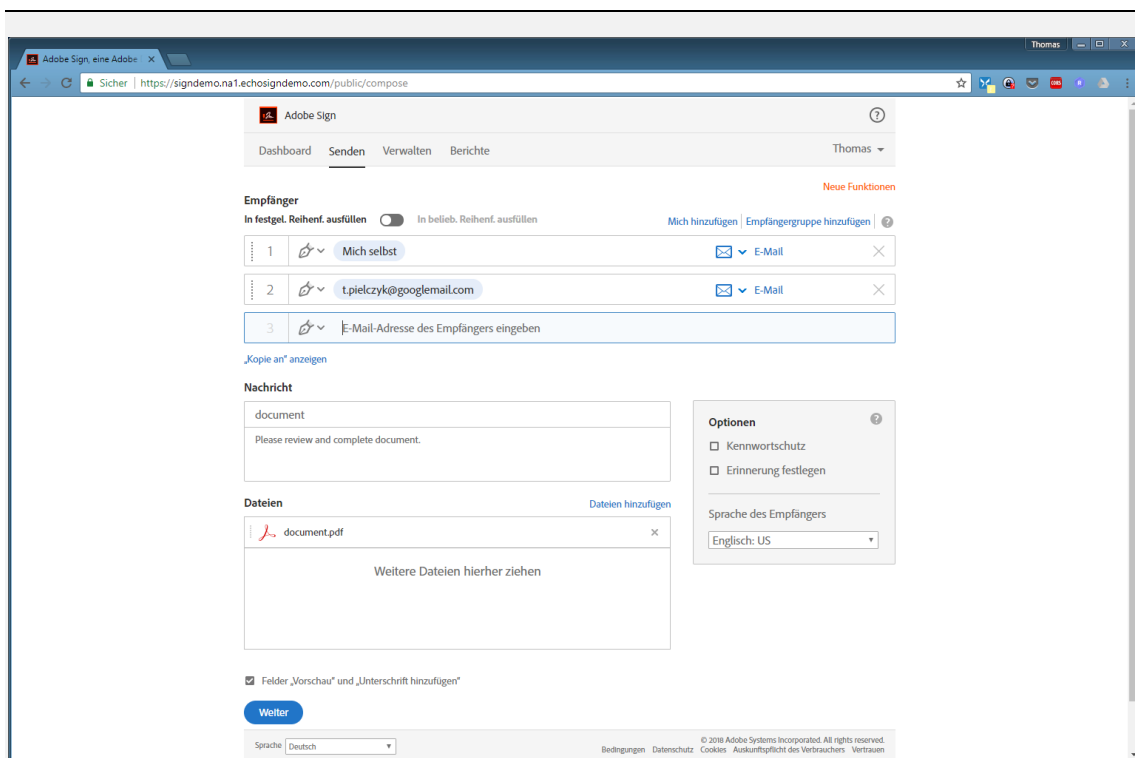 Thomas
Adobe Sign, eine Adobe
Sicher | https://signdemo.na1.echosigndemo.com/public/compose
Adobe Sign
Dashboard Senden Verwalten Berichte Thomas
Neue Funktionen
Empfänger
In festgel. Reihenf. ausfüllen In belieb. Reihenf. ausfüllen Mich hinzufügen Empfängergruppe hinzufügen ?
1 Mich selbst E-Mail
2 t.pielczyk@googlemail.com E-Mail
3 E-Mail-Adresse des Empfängers eingeben
„Kopie an“ anzeigen
Nachricht
document
Please review and complete document.
Optionen ?
Kennwortschutz
Erinnerung festlegen
Sprache des Empfängers
Englisch: US
Dateien Dateien hinzufügen
document.pdf
Weitere Dateien hierher ziehen
Felder „Vorschau“ und „Unterschrift hinzufügen“
Weiter
Sprache Deutsch
© 2018 Adobe Systems Incorporated. All rights reserved.
Bedingungen Datenschutz Cookies Auskunftspflicht des Verbrauchers Vertrauen